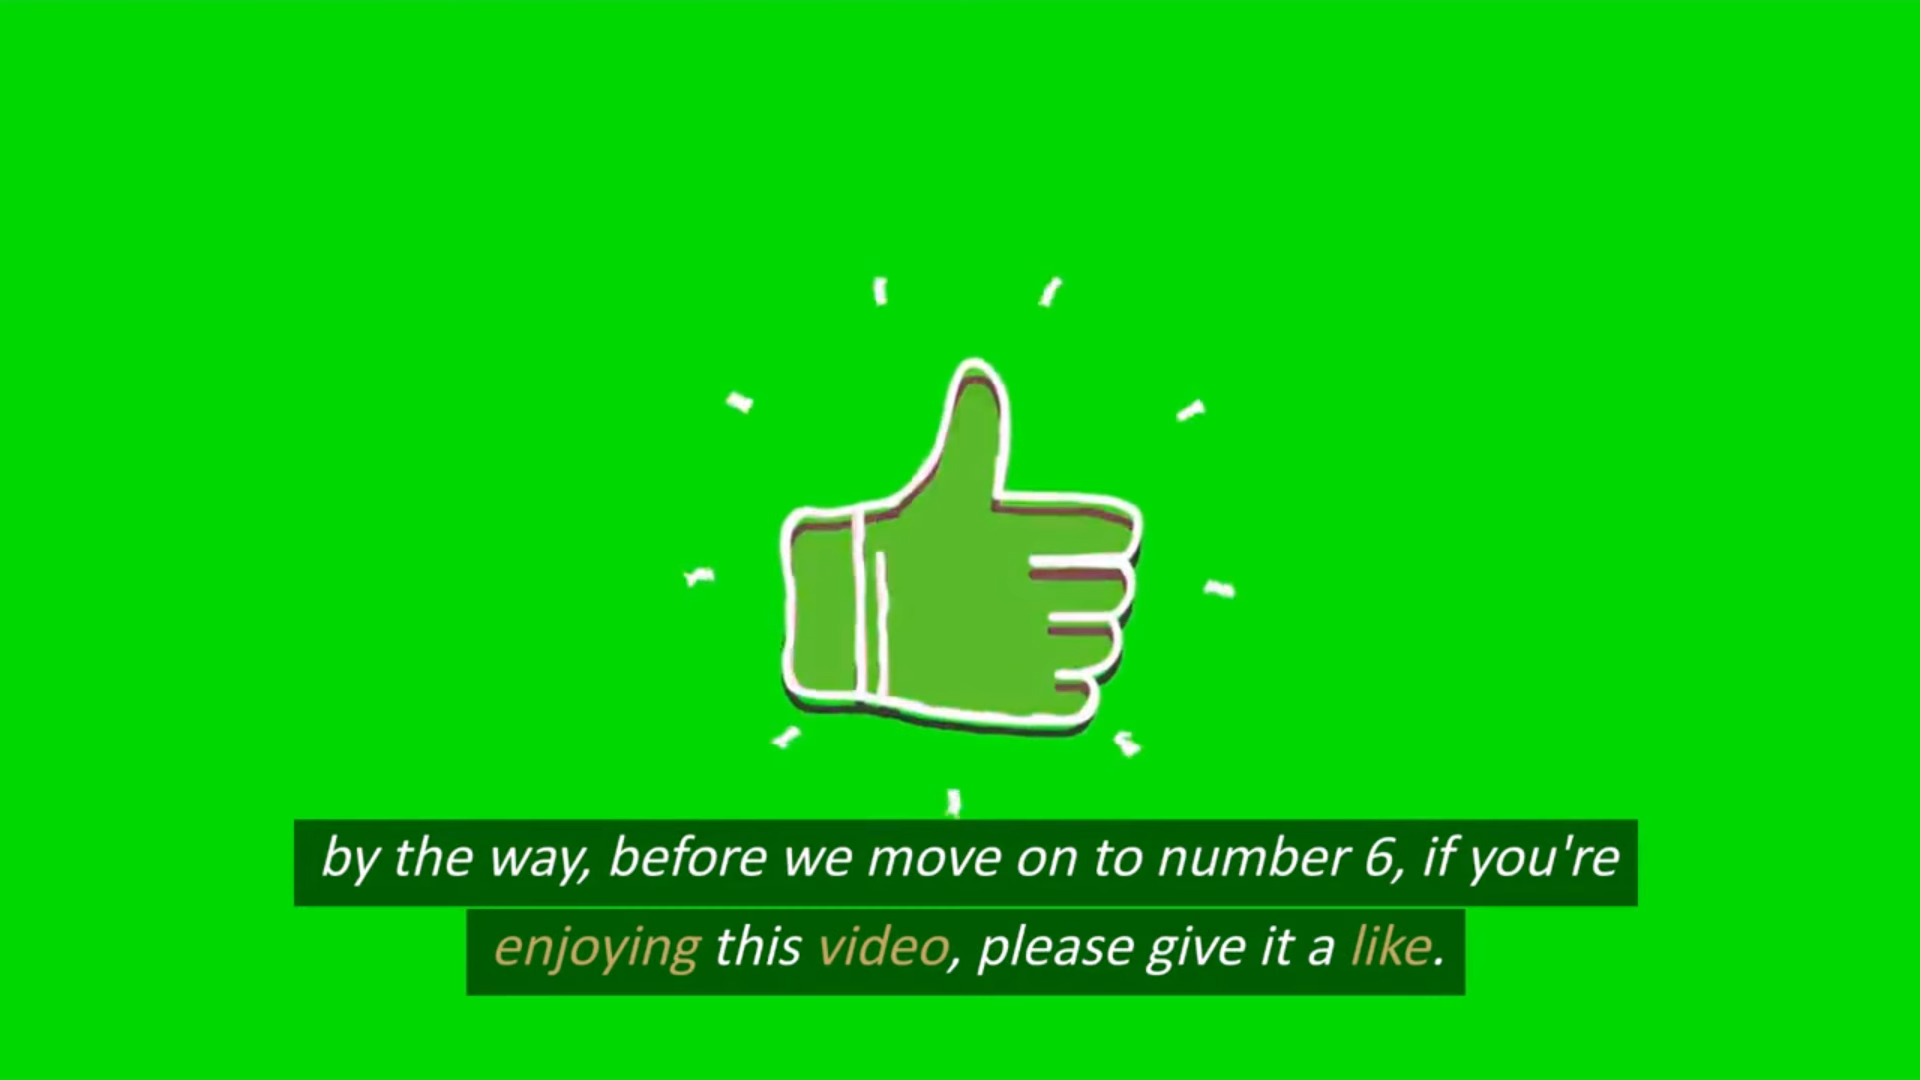 by the way, before we move on to number 6, if you're
enjoying this video, please give it a like.